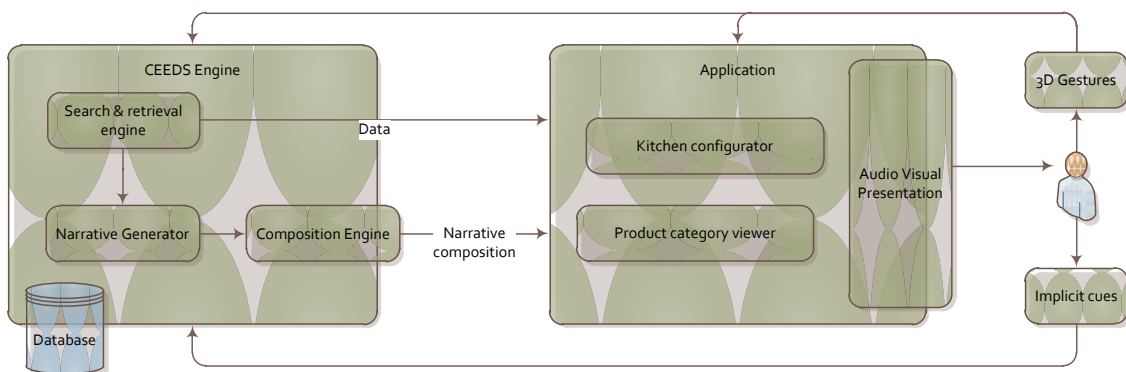 CEEDS Engine
Search & retrieval
engine
Data
Narrative Generator
Composition Engine
Narrative
composition
Database
Application
Kitchen configurator
Product category viewer
Audio Visual
Presentation
3D Gestures
Implicit cues